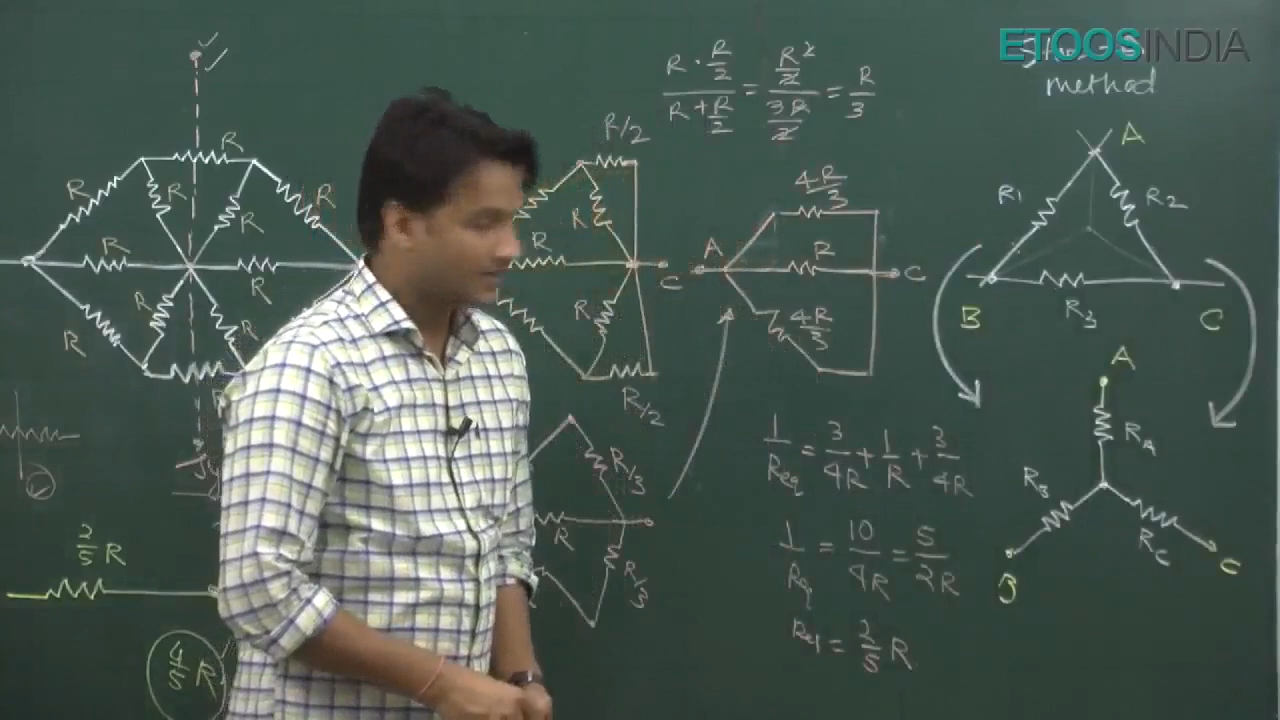 ETOOSINDIA
method
R · R/2 / R + R/2 = R²/2 / 3R/2 = R/3
R
R
R
R
R
R
R
R
R
R
②
2/5 R
4/5 R
R/2
R
R
R
R/2
C
R/3
R
A
4R/3
R
4R/3
C
1/Req = 3/4R + 1/R + 3/4R
1/Req = 10/4R = 5/2R
Req = 2/5 R
A
R1
R2
R3
B
C
A
RA
RB
RC
B
C